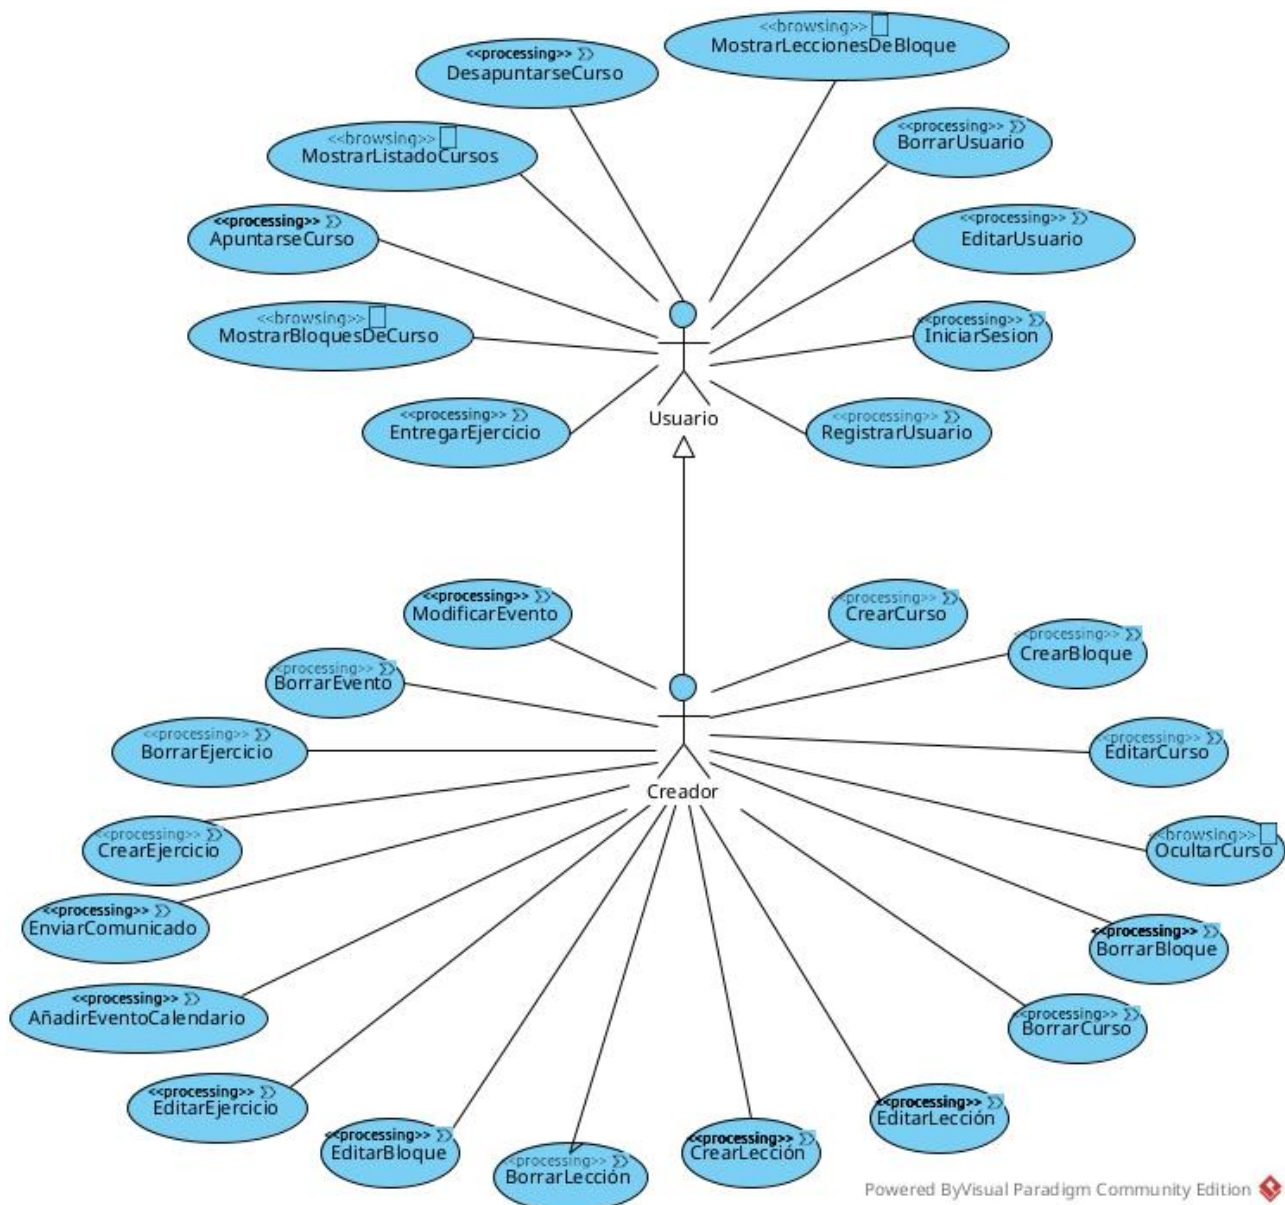 <<browsing>>
MostrarLeccionesDeBloque
<<processing>>
DesapuntarseCurso
<<processing>>
BorrarUsuario
<<browsing>>
MostrarListadoCursos
<<processing>>
ApuntarseCurso
<<processing>>
EditarUsuario
<<browsing>>
MostrarBloquesDeCurso
<<processing>>
IniciarSesion
<<processing>>
EntregarEjercicio
Usuario
<<processing>>
RegistrarUsuario
<<processing>>
ModificarEvento
<<processing>>
CrearCurso
<<processing>>
CrearBloque
<<processing>>
BorrarEvento
<<processing>>
BorrarEjercicio
<<processing>>
EditarCurso
Creador
<<processing>>
CrearEjercicio
<<browsing>>
OcultarCurso
<<processing>>
EnviarComunicado
<<processing>>
BorrarBloque
<<processing>>
AñadirEventoCalendario
<<processing>>
BorrarCurso
<<processing>>
EditarEjercicio
<<processing>>
EditarLección
<<processing>>
EditarBloque
<<processing>>
CrearLección
<<processing>>
BorrarLección
Powered ByVisual Paradigm Community Edition